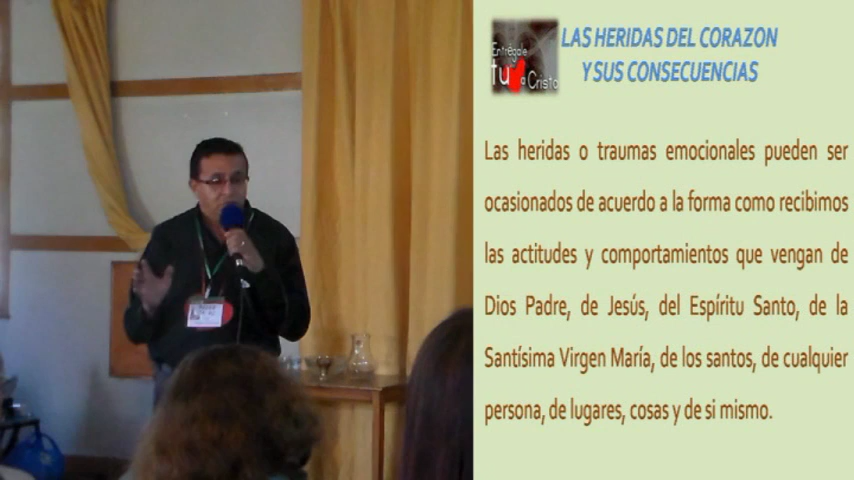 Entrégale
tu a Cristo
LAS HERIDAS DEL CORAZON
Y SUS CONSECUENCIAS
Las heridas o traumas emocionales pueden ser
ocasionados de acuerdo a la forma como recibimos
las actitudes y comportamientos que vengan de
Dios Padre, de Jesús, del Espíritu Santo, de la
Santísima Virgen María, de los santos, de cualquier
persona, de lugares, cosas y de si mismo.